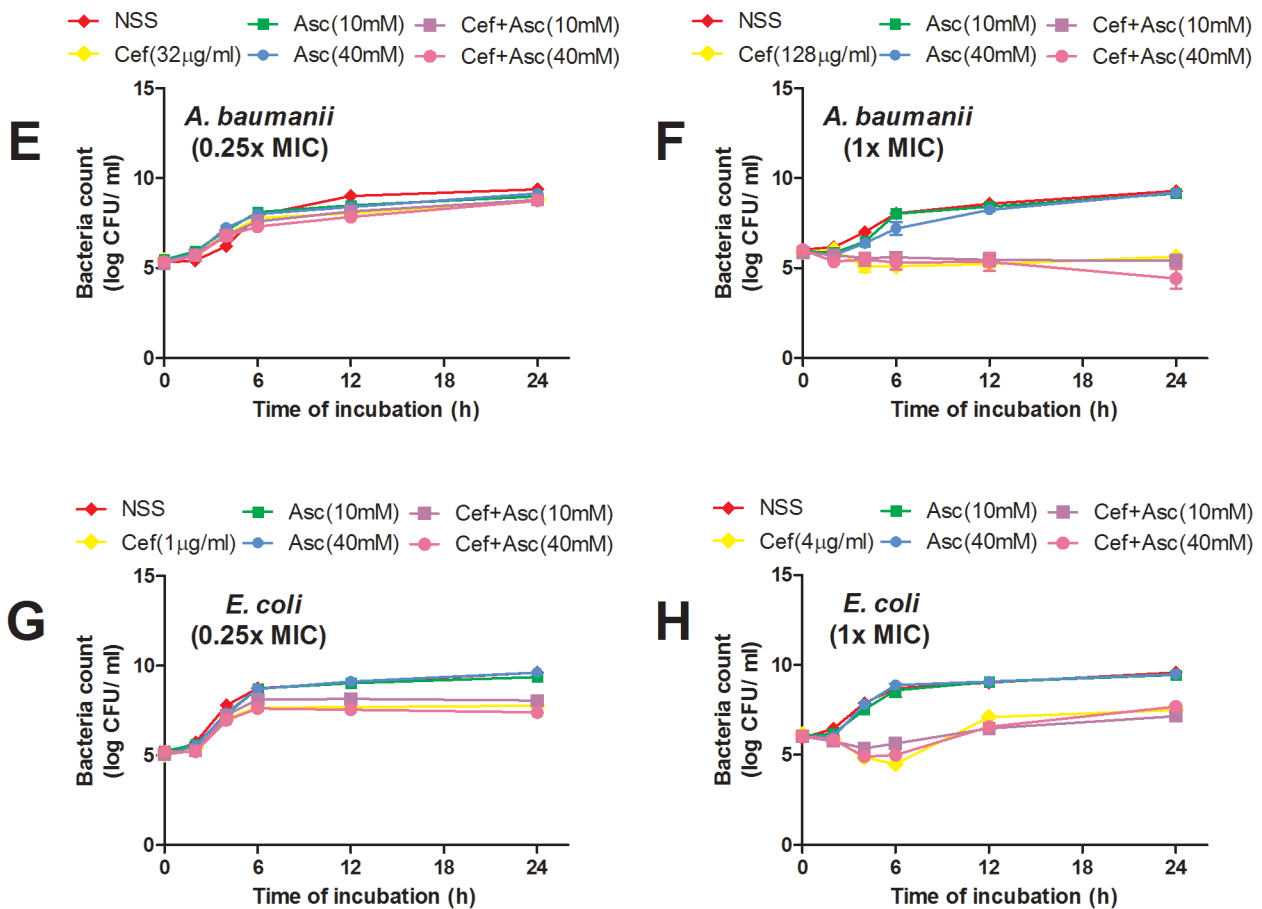 NSS Asc(10mM) Cef+Asc(10mM)
Cef(32μg/ml) Asc(40mM) Cef+Asc(40mM)
E
A. baumanii
(0.25x MIC)
Bacteria count
(log CFU/ ml)
15
10
5
0
0 6 12 18 24
Time of incubation (h)
NSS Asc(10mM) Cef+Asc(10mM)
Cef(128μg/ml) Asc(40mM) Cef+Asc(40mM)
F
A. baumanii
(1x MIC)
Bacteria count
(log CFU/ ml)
15
10
5
0
0 6 12 18 24
Time of incubation (h)
NSS Asc(10mM) Cef+Asc(10mM)
Cef(1μg/ml) Asc(40mM) Cef+Asc(40mM)
G
E. coli
(0.25x MIC)
Bacteria count
(log CFU/ ml)
15
10
5
0
0 6 12 18 24
Time of incubation (h)
NSS Asc(10mM) Cef+Asc(10mM)
Cef(4μg/ml) Asc(40mM) Cef+Asc(40mM)
H
E. coli
(1x MIC)
Bacteria count
(log CFU/ ml)
15
10
5
0
0 6 12 18 24
Time of incubation (h)